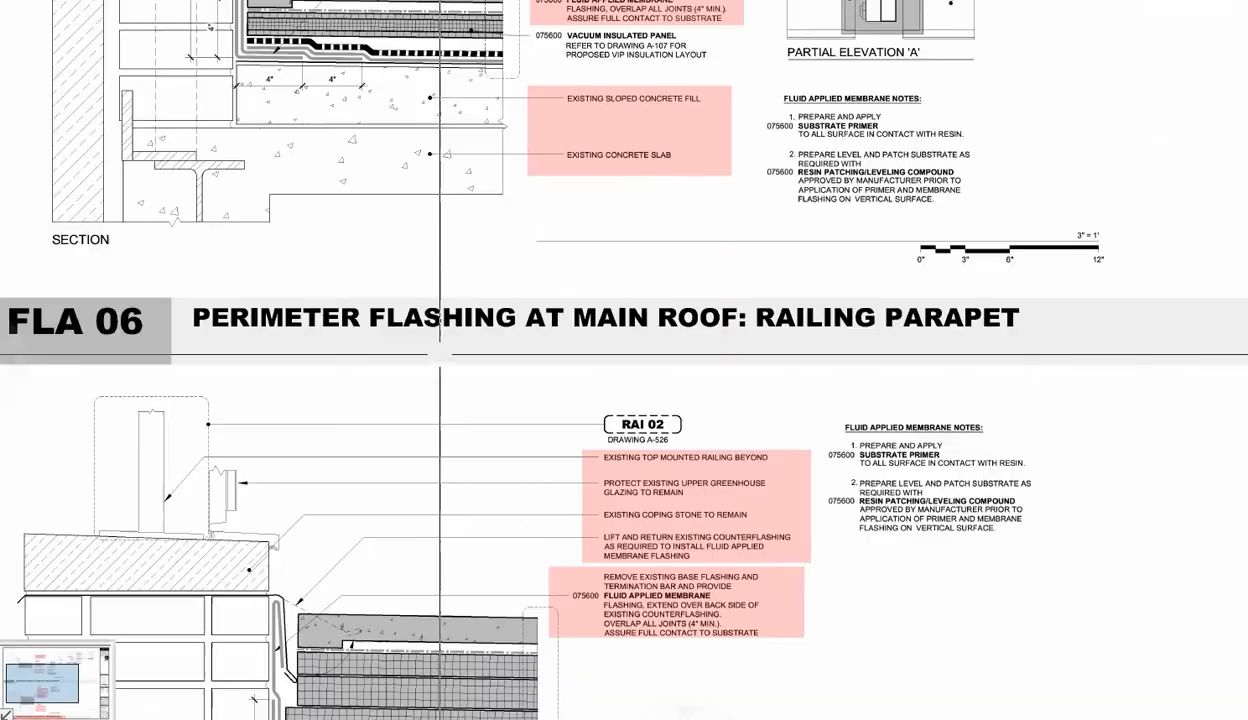 075600 FLUID APPLIED MEMBRANE
FLASHING, OVERLAP ALL JOINTS (4" MIN.).
ASSURE FULL CONTACT TO SUBSTRATE
075600 VACUUM INSULATED PANEL
REFER TO DRAWING A-107 FOR
PROPOSED VIP INSULATION LAYOUT
4"
4"
4"
EXISTING SLOPED CONCRETE FILL
EXISTING CONCRETE SLAB
SECTION
PARTIAL ELEVATION 'A'
FLUID APPLIED MEMBRANE NOTES:
1. PREPARE AND APPLY
075600 SUBSTRATE PRIMER
TO ALL SURFACE IN CONTACT WITH RESIN.
2. PREPARE LEVEL AND PATCH SUBSTRATE AS
REQUIRED WITH
075600 RESIN PATCHING/LEVELING COMPOUND
APPROVED BY MANUFACTURER PRIOR TO
APPLICATION OF PRIMER AND MEMBRANE
FLASHING ON VERTICAL SURFACE.
3" = 1'
0" 3" 6" 12"
FLA 06 PERIMETER FLASHING AT MAIN ROOF: RAILING PARAPET
RAI 02
DRAWING A-526
EXISTING TOP MOUNTED RAILING BEYOND
PROTECT EXISTING UPPER GREENHOUSE
GLAZING TO REMAIN
EXISTING COPING STONE TO REMAIN
LIFT AND RETURN EXISTING COUNTERFLASHING
AS REQUIRED TO INSTALL FLUID APPLIED
MEMBRANE FLASHING
REMOVE EXISTING BASE FLASHING AND
TERMINATION BAR AND PROVIDE
075600 FLUID APPLIED MEMBRANE
FLASHING, EXTEND OVER BACK SIDE OF
EXISTING COUNTERFLASHING.
OVERLAP ALL JOINTS (4" MIN.).
ASSURE FULL CONTACT TO SUBSTRATE
FLUID APPLIED MEMBRANE NOTES:
1. PREPARE AND APPLY
075600 SUBSTRATE PRIMER
TO ALL SURFACE IN CONTACT WITH RESIN.
2. PREPARE LEVEL AND PATCH SUBSTRATE AS
REQUIRED WITH
075600 RESIN PATCHING/LEVELING COMPOUND
APPROVED BY MANUFACTURER PRIOR TO
APPLICATION OF PRIMER AND MEMBRANE
FLASHING ON VERTICAL SURFACE.